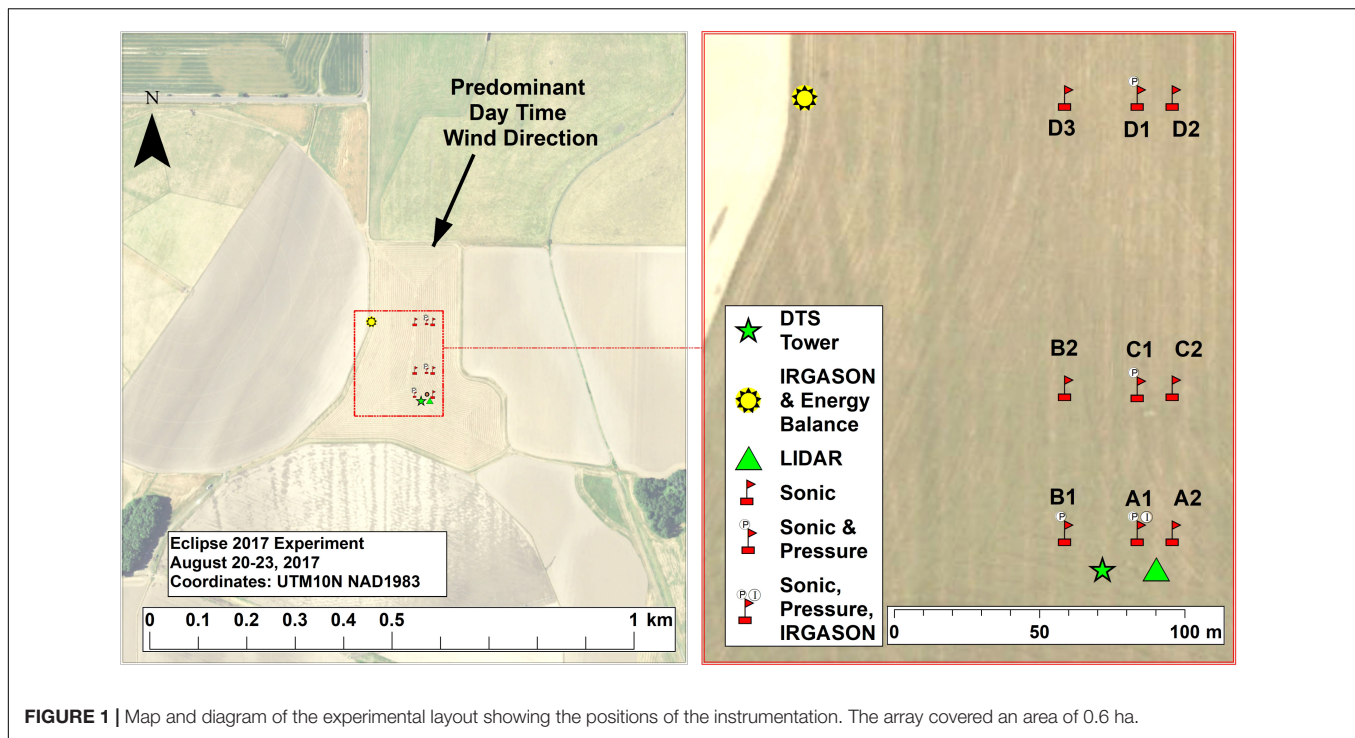 N
Predominant
Day Time
Wind Direction
Eclipse 2017 Experiment
August 20-23, 2017
Coordinates: UTM10N NAD1983
0 0.1 0.2 0.3 0.4 0.5 1 km
P
D3 D1 D2
B2 C1 C2
P
B1 A1 A2
P P I
DTS
Tower
IRGASON
& Energy
Balance
LIDAR
Sonic
P Sonic &
Pressure
P I Sonic,
Pressure,
IRGASON
0 50 100 m
FIGURE 1 | Map and diagram of the experimental layout showing the positions of the instrumentation. The array covered an area of 0.6 ha.